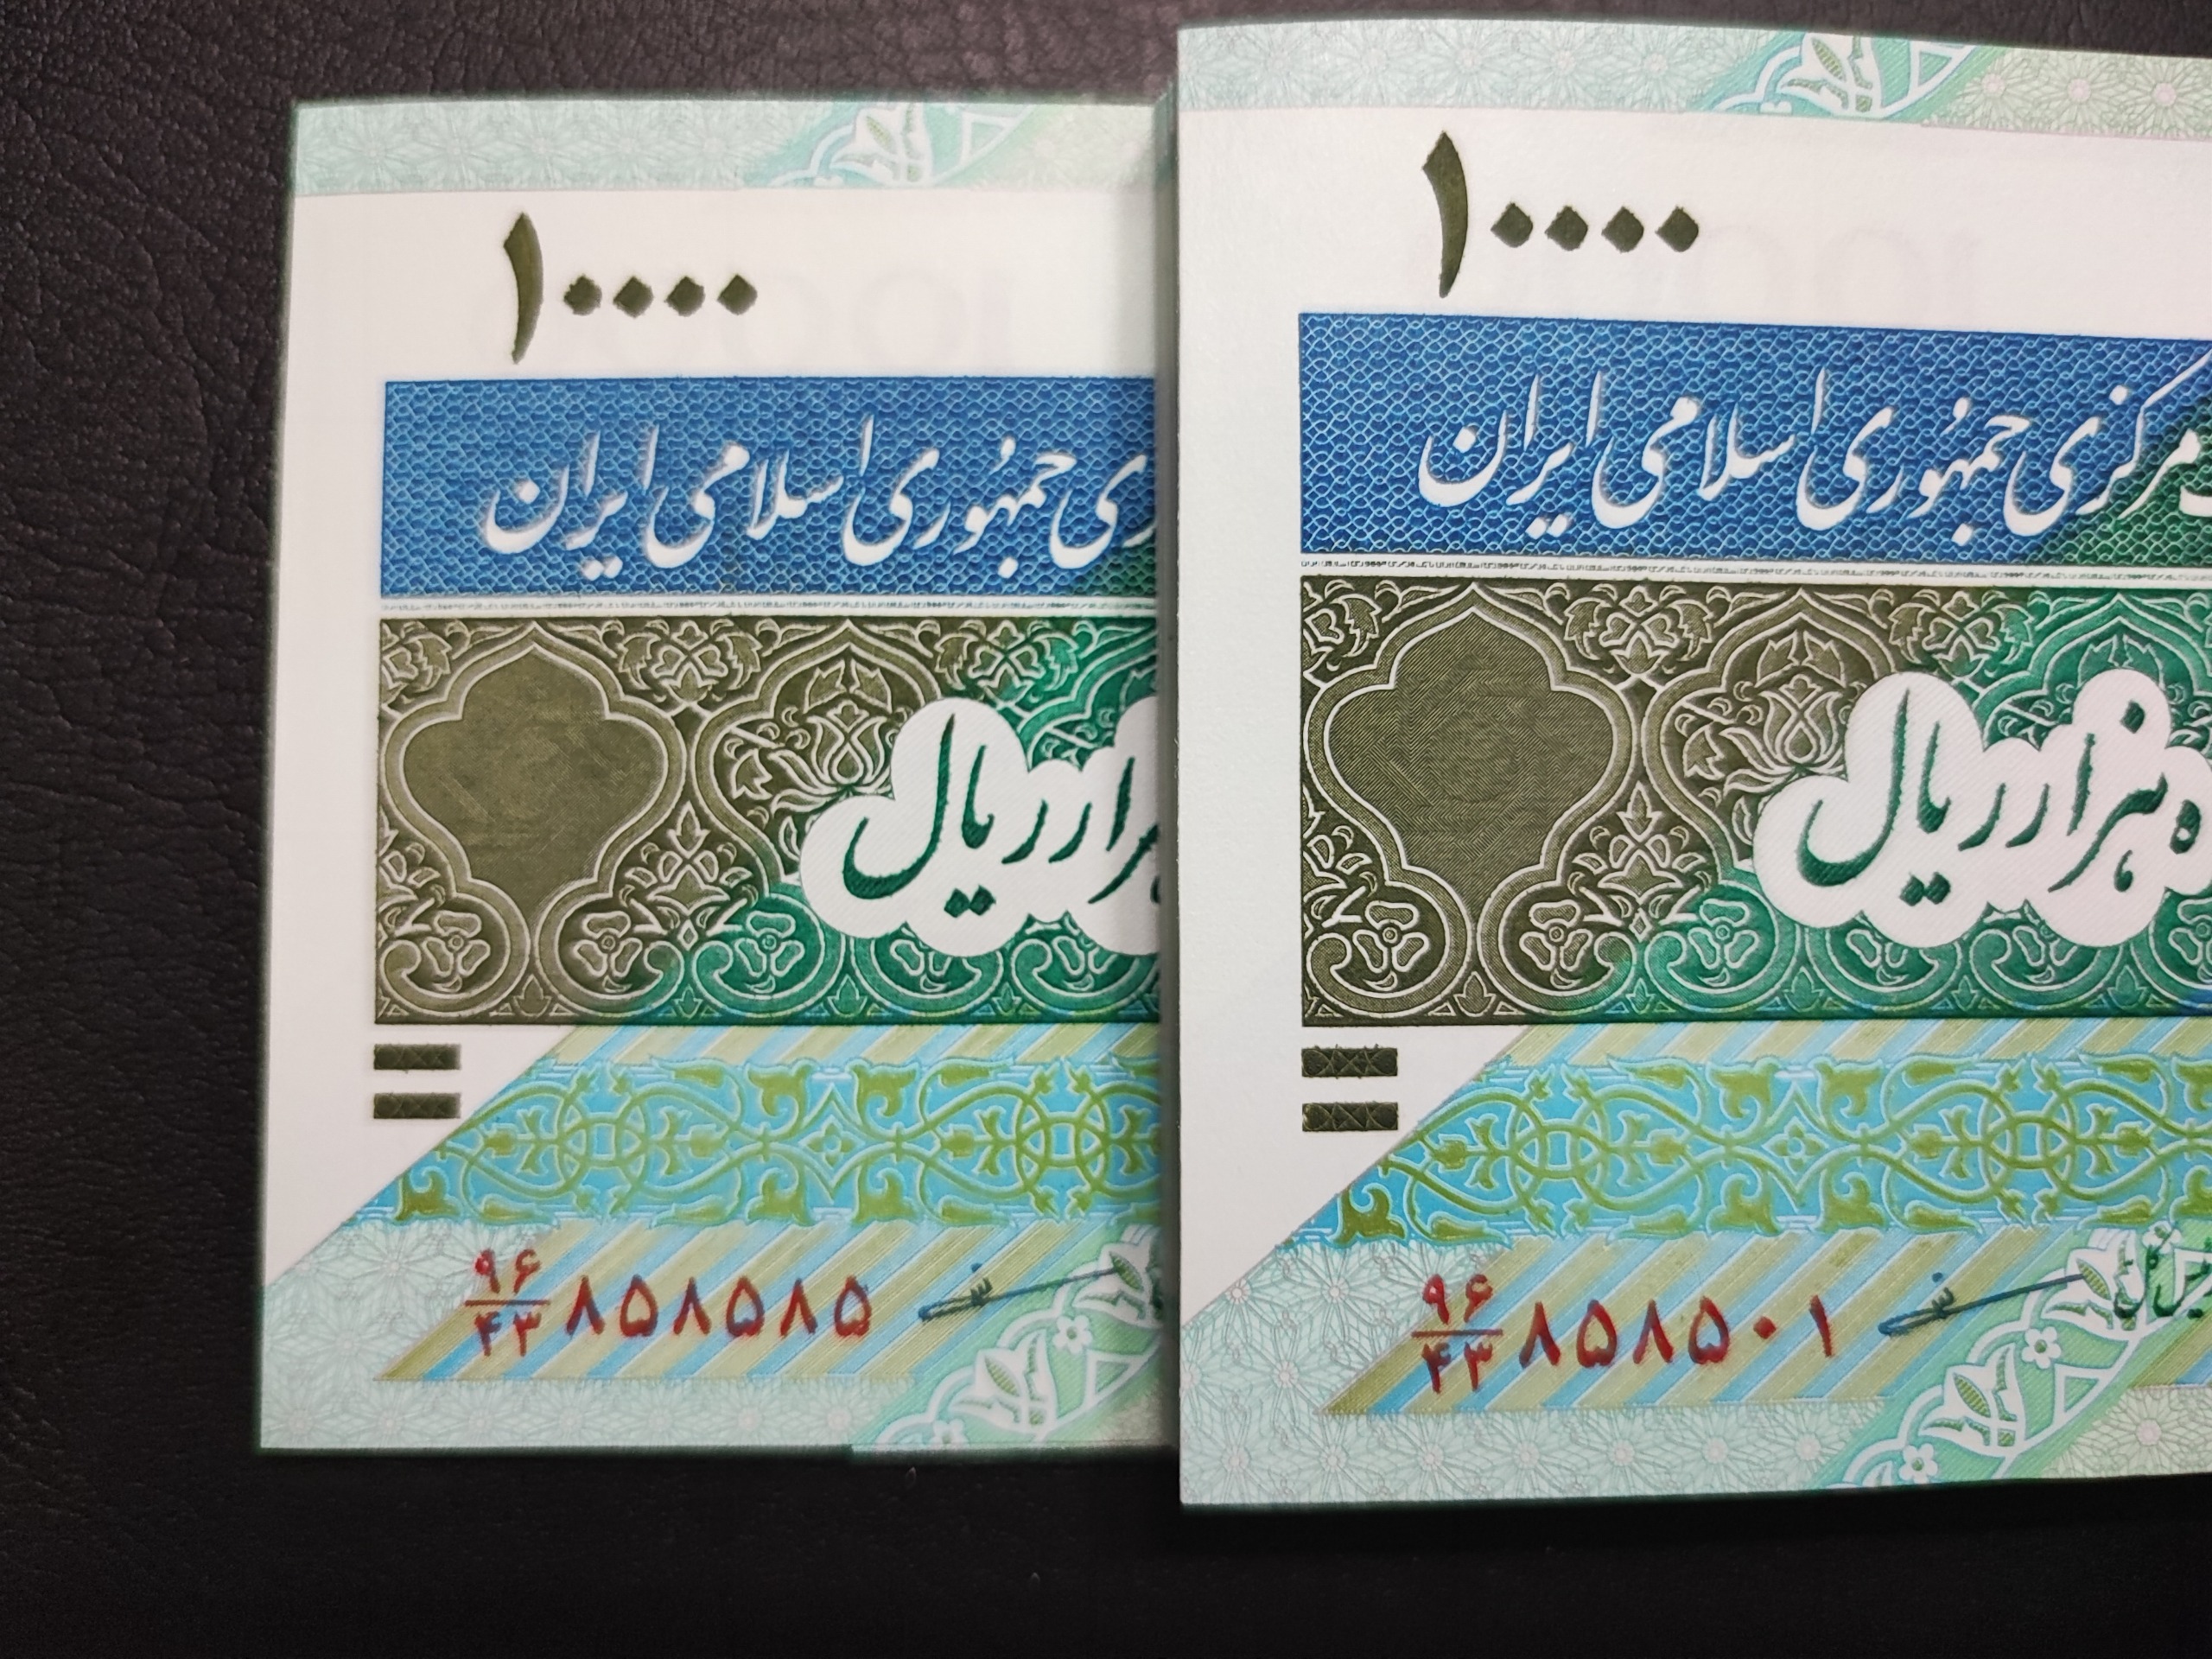 ۱۰۰۰۰
ری جمهوری اسلامی ایران
هزار ریال
۹۶
۴۳ ۸۵۸۵۸۵
۱۰۰۰۰
مرکزی جمهوری اسلامی ایران
ه هزار ریال
۹۶
۴۳ ۸۵۸۵۰۱